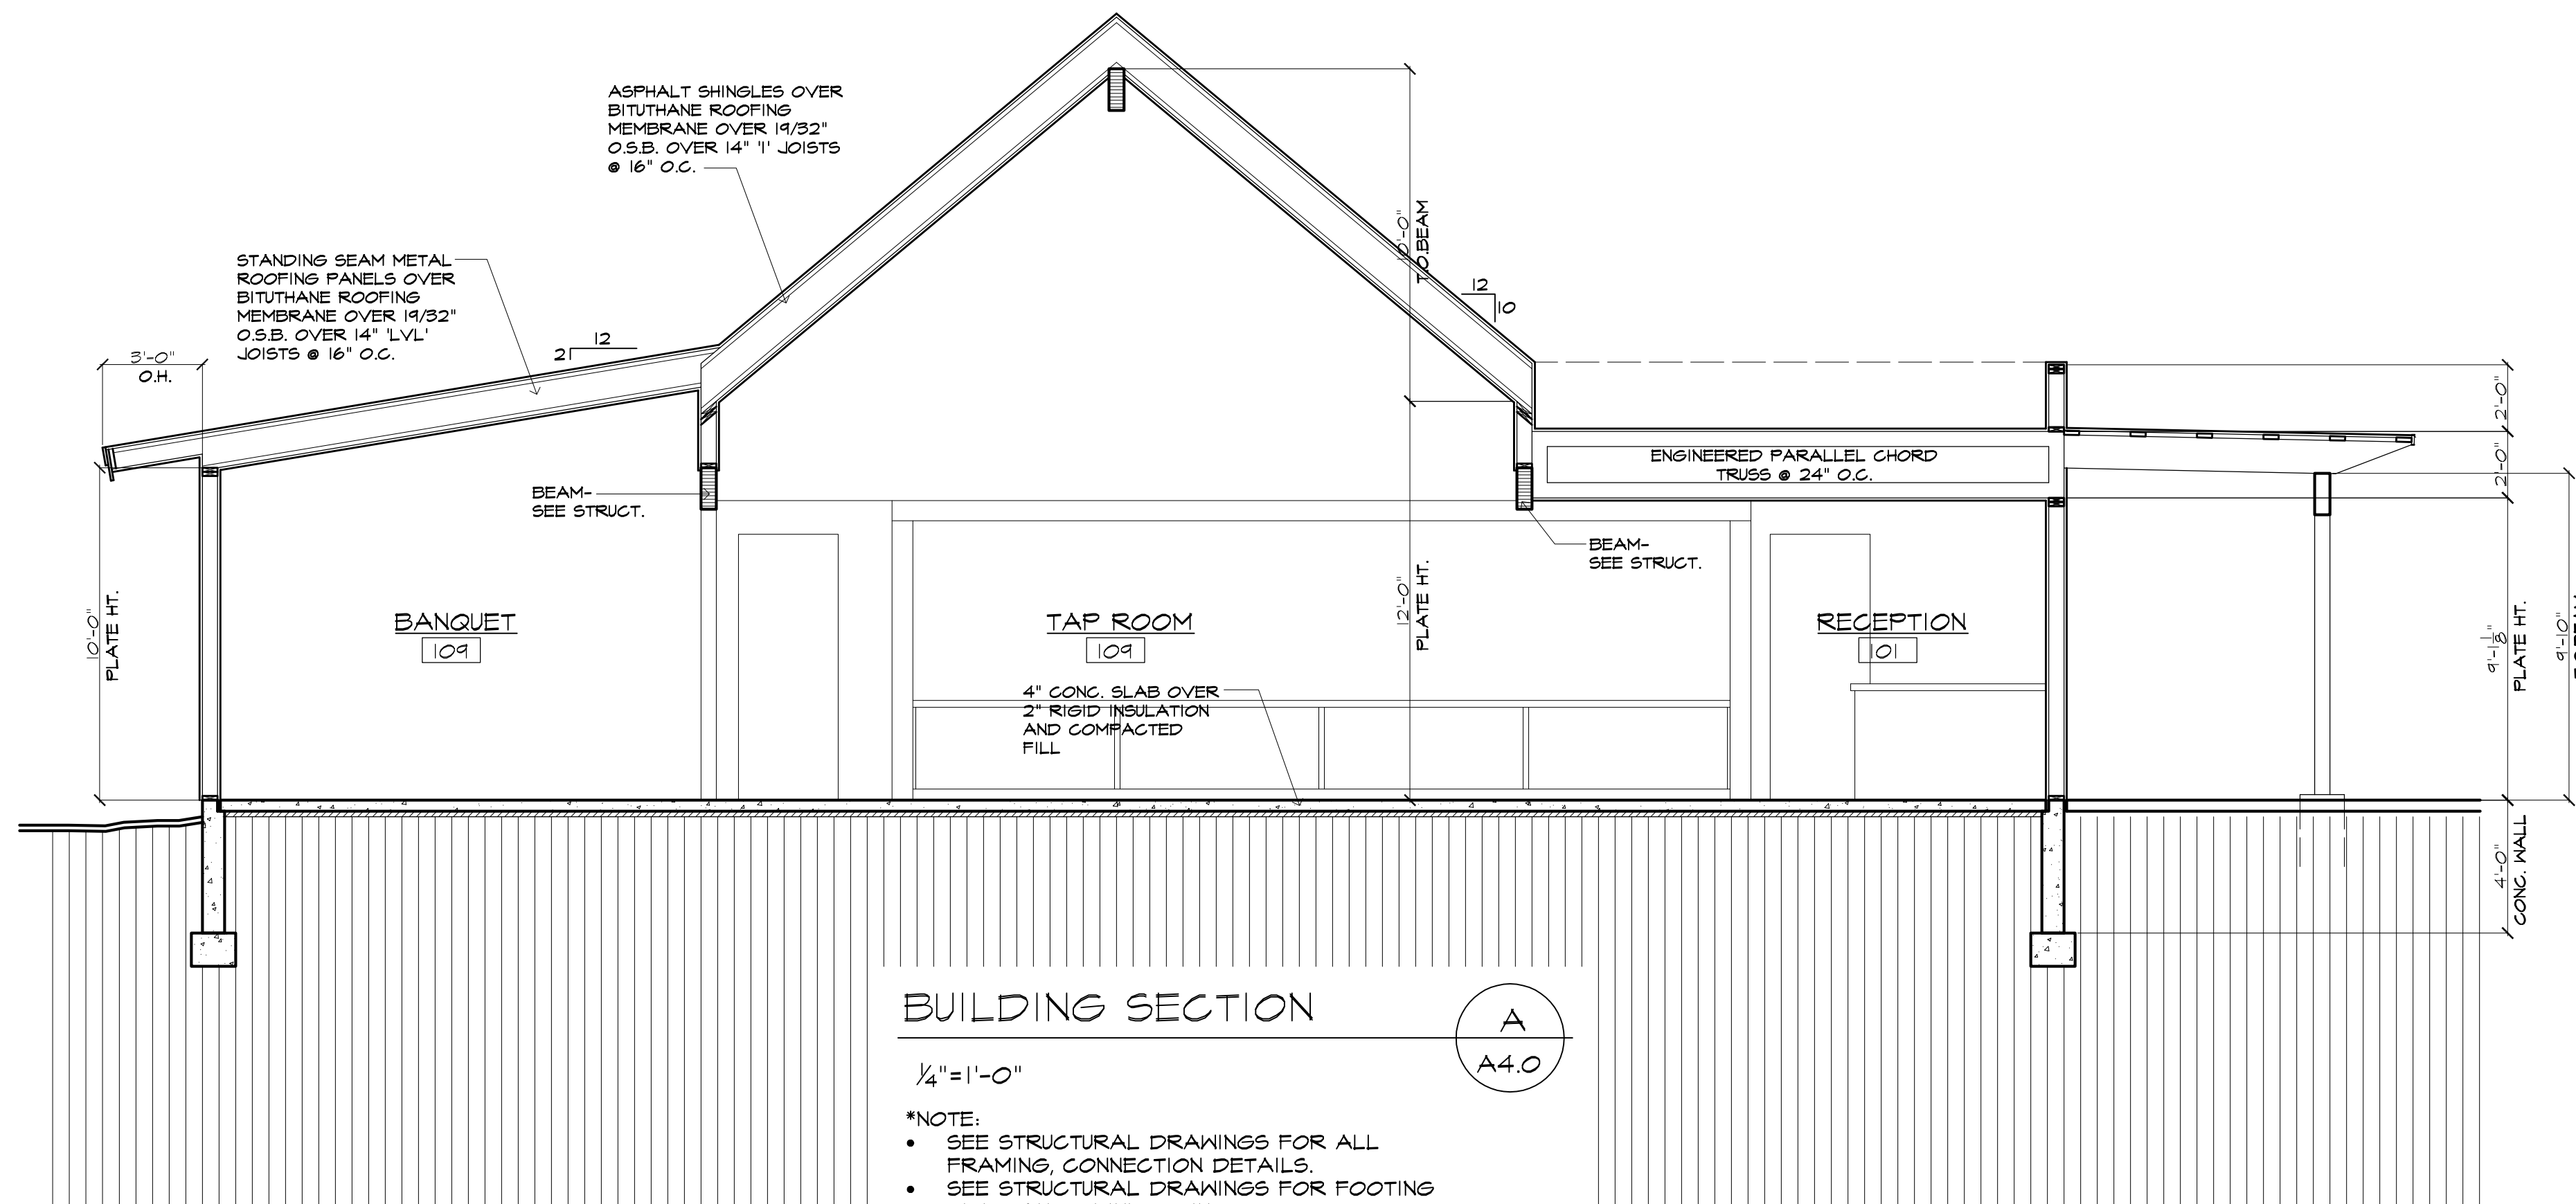 ASPHALT SHINGLES OVER
BITUTHANE ROOFING
MEMBRANE OVER 19/32"
O.S.B. OVER 14" 'I' JOISTS
@ 16" O.C.
STANDING SEAM METAL
ROOFING PANELS OVER
BITUTHANE ROOFING
MEMBRANE OVER 19/32"
O.S.B. OVER 14" 'LVL'
JOISTS @ 16" O.C.
3'-0"
O.H.
2
12
T.O.BEAM
12
10
2'-0"
2'-0"
ENGINEERED PARALLEL CHORD
TRUSS @ 24" O.C.
BEAM-
SEE STRUCT.
BEAM-
SEE STRUCT.
10'-0"
PLATE HT.
BANQUET
109
TAP ROOM
109
12'-0"
PLATE HT.
RECEPTION
101
9'-1 1/8"
PLATE HT.
9'-10"
4" CONC. SLAB OVER
2" RIGID INSULATION
AND COMPACTED
FILL
4'-0"
CONC. WALL
BUILDING SECTION
A
A4.0
1/4"=1'-0"
*NOTE:
• SEE STRUCTURAL DRAWINGS FOR ALL
FRAMING, CONNECTION DETAILS.
• SEE STRUCTURAL DRAWINGS FOR FOOTING